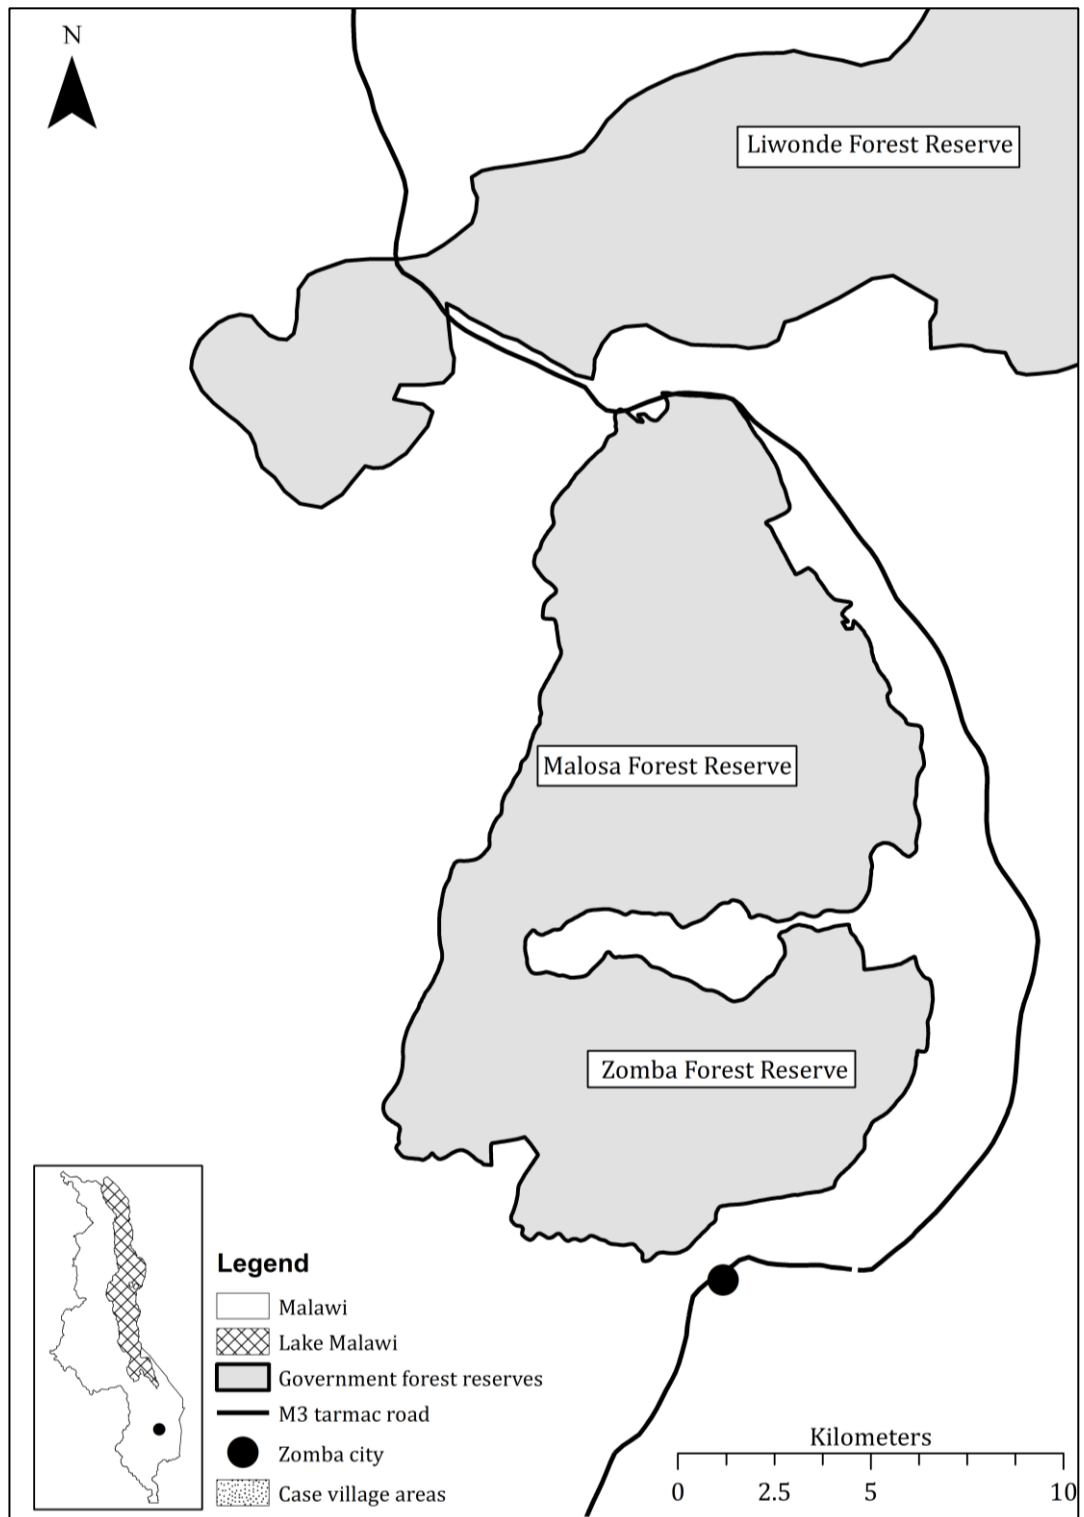 N
Liwonde Forest Reserve
Malosa Forest Reserve
Zomba Forest Reserve
Legend
Malawi
Lake Malawi
Government forest reserves
M3 tarmac road
Zomba city
Case village areas
Kilometers
0 2.5 5 10